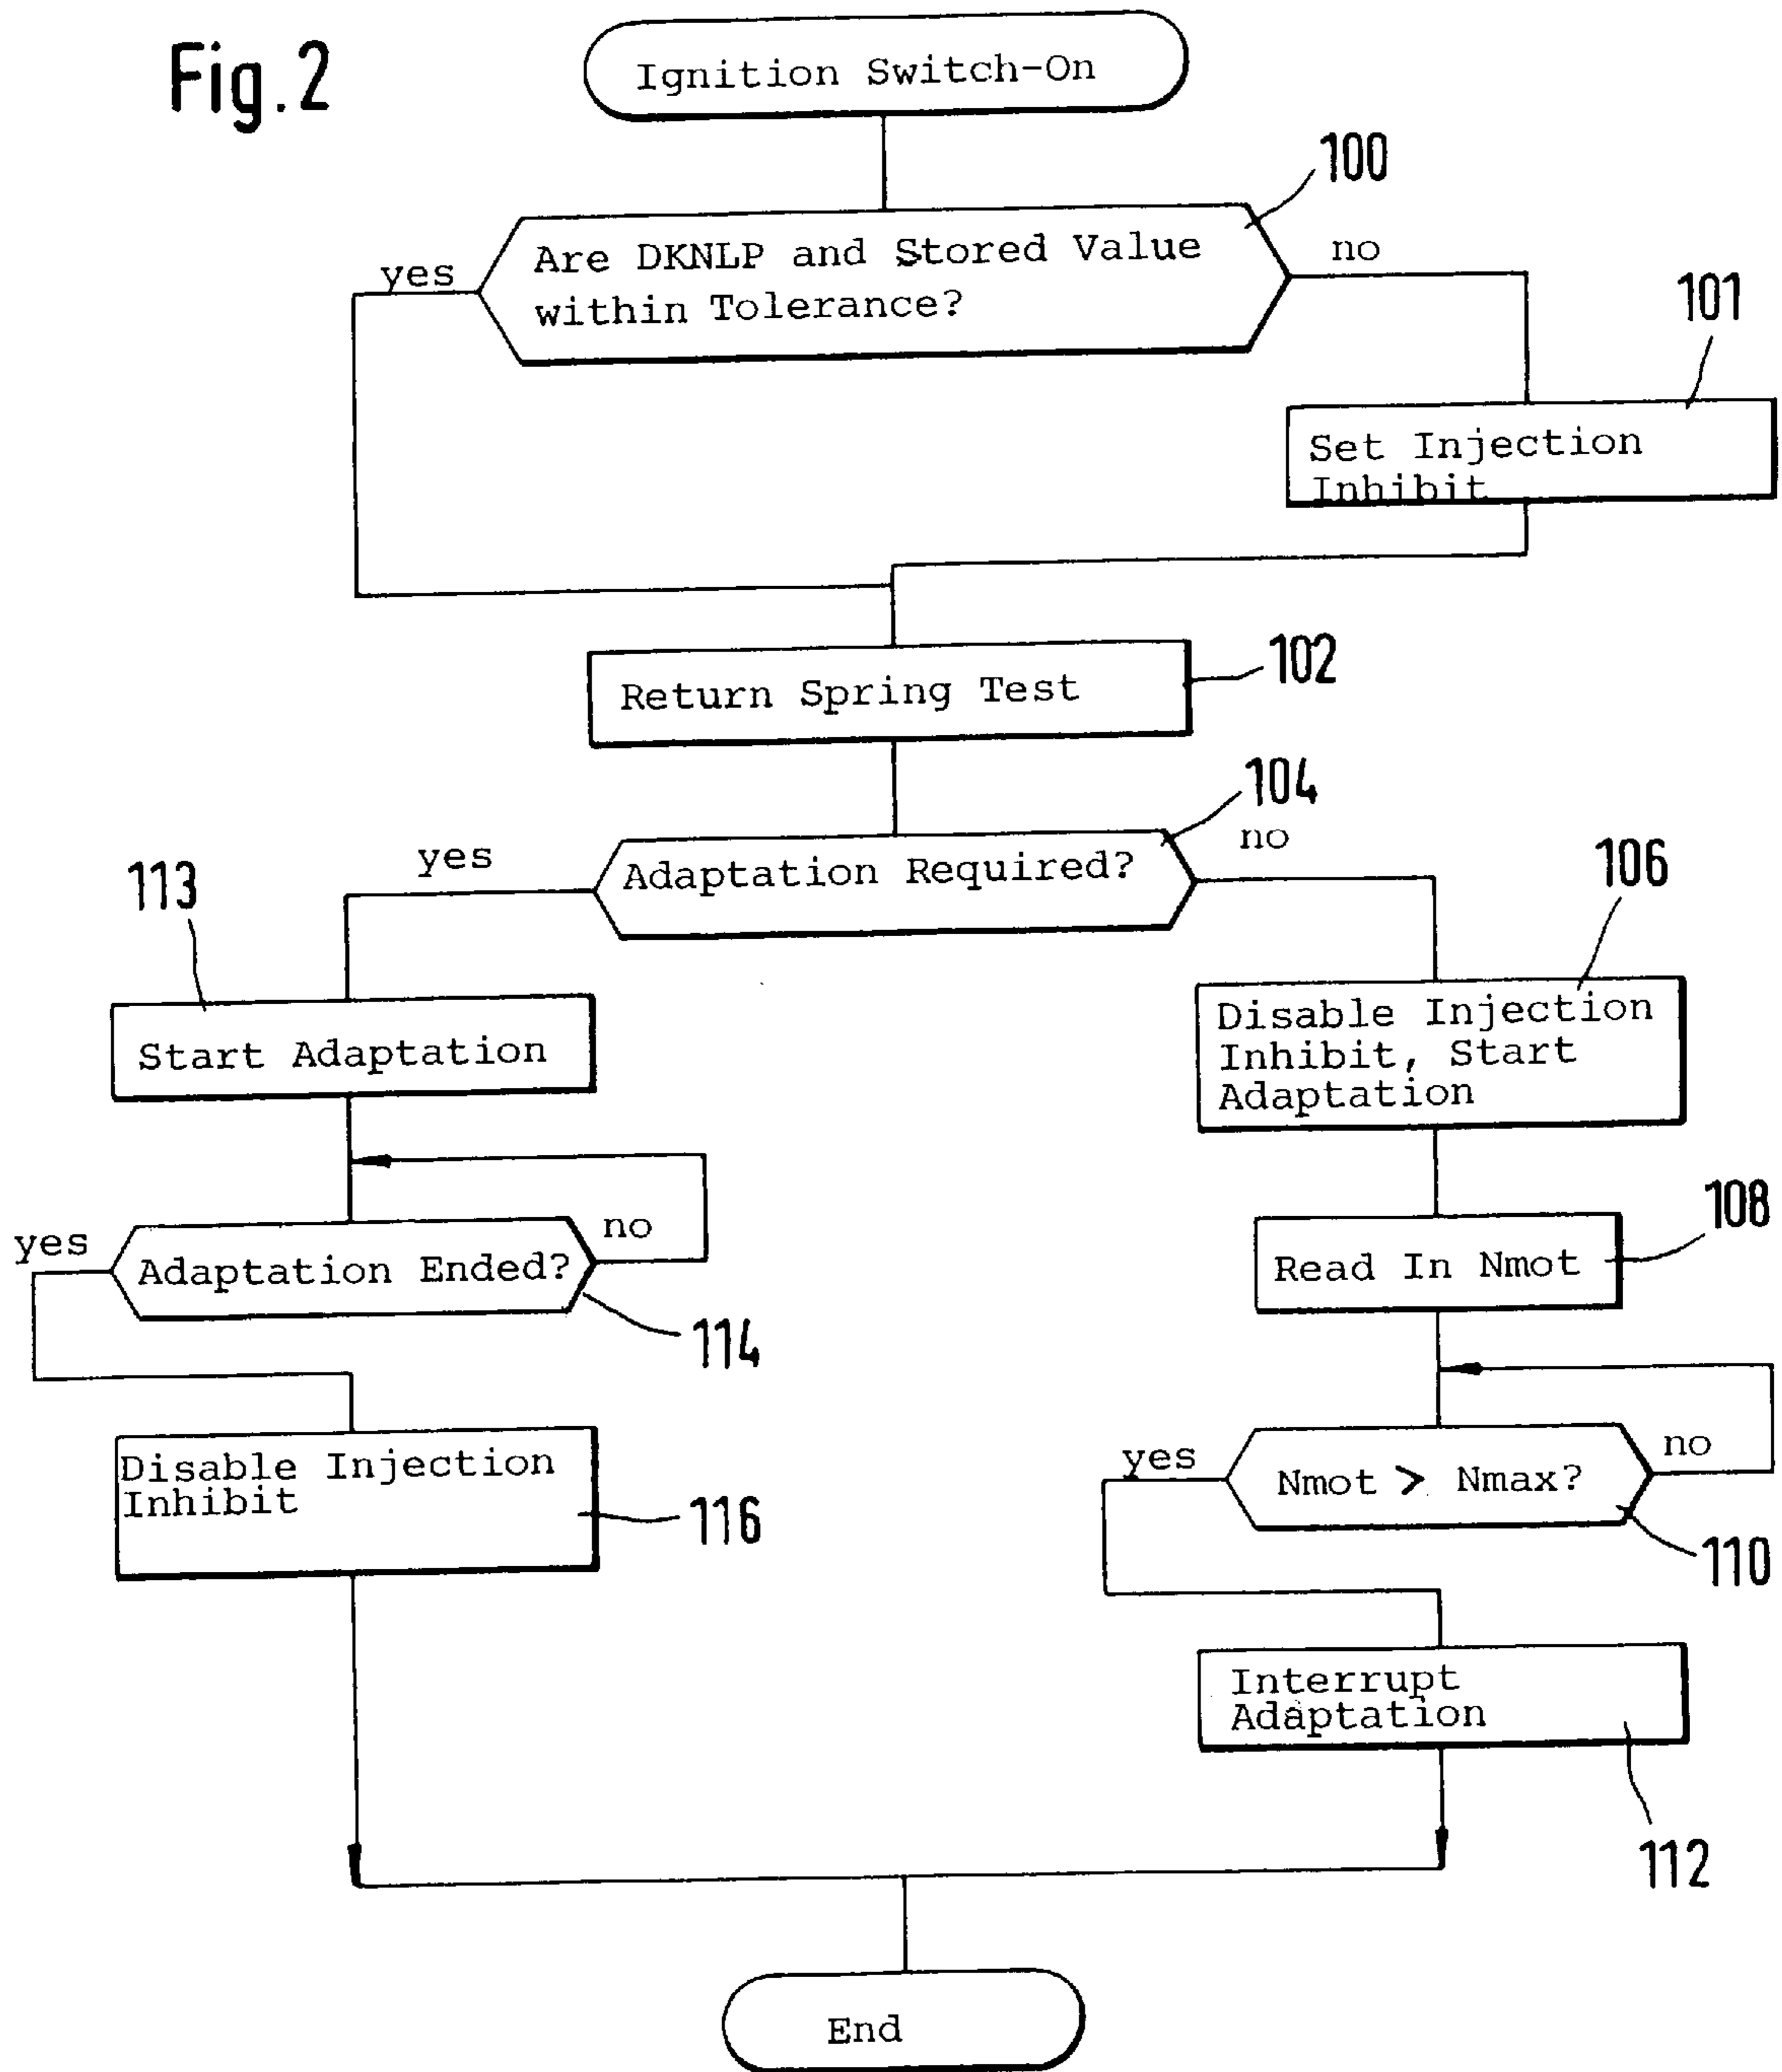 Fig.2
Ignition Switch-On
100
Are DKNLP and Stored Value
within Tolerance?
yes
no
101
Set Injection
Inhibit
Return Spring Test
102
104
Adaptation Required?
yes
no
113
Start Adaptation
106
Disable Injection
Inhibit, Start
Adaptation
Adaptation Ended?
yes
no
114
108
Read In Nmot
Disable Injection
Inhibit
116
yes
Nmot > Nmax?
no
110
Interrupt
Adaptation
112
End